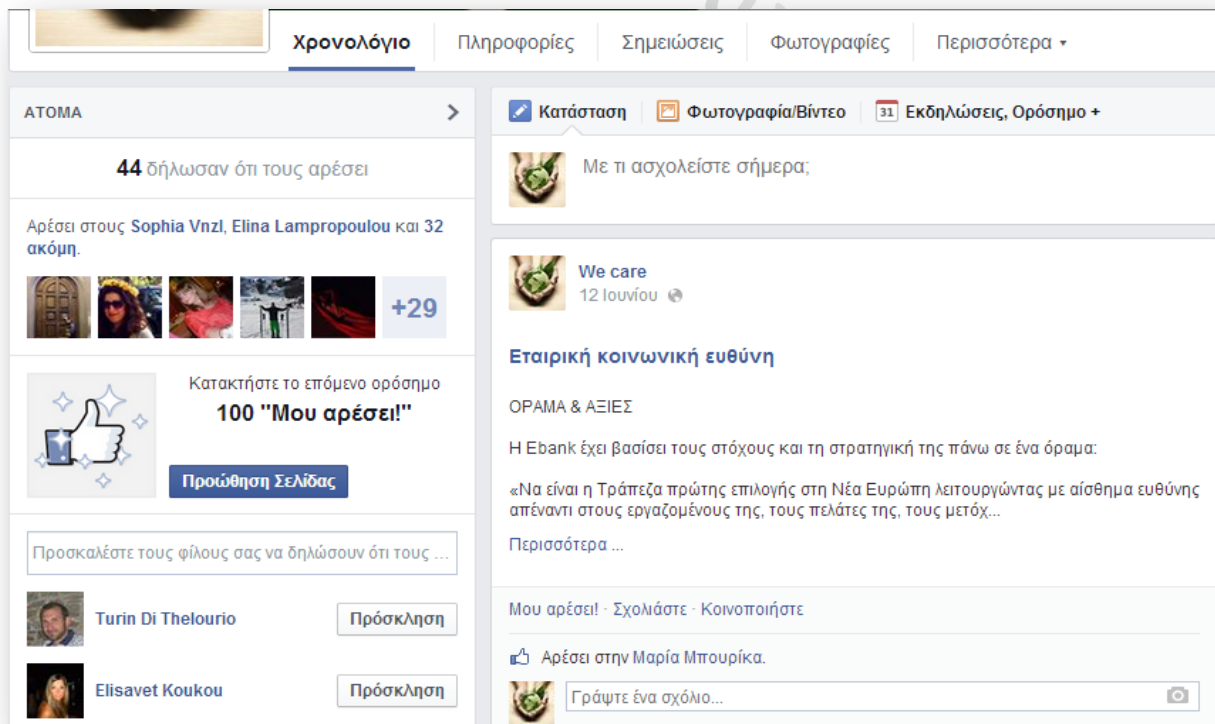 Χρονολόγιο Πληροφορίες Σημειώσεις Φωτογραφίες Περισσότερα
ΑΤΟΜΑ
44 δήλωσαν ότι τους αρέσει
Αρέσει στους Sophia Vnzl, Elina Lampropoulou και 32
ακόμη.
+29
Κατακτήστε το επόμενο ορόσημο
100 "Μου αρέσει!"
Προώθηση Σελίδας
Προσκαλέστε τους φίλους σας να δηλώσουν ότι τους ...
Turin Di Thelourio Πρόσκληση
Elisavet Koukou Πρόσκληση
Κατάσταση Φωτογραφία/Βίντεο 31 Εκδηλώσεις, Ορόσημο +
Με τι ασχολείστε σήμερα;
We care
12 Ιουνίου
Εταιρική κοινωνική ευθύνη
ΟΡΑΜΑ & ΑΞΙΕΣ
Η Ebank έχει βασίσει τους στόχους και τη στρατηγική της πάνω σε ένα όραμα:
«Να είναι η Τράπεζα πρώτης επιλογής στη Νέα Ευρώπη λειτουργώντας με αίσθημα ευθύνης
απέναντι στους εργαζομένους της, τους πελάτες της, τους μετόχ...
Περισσότερα ...
Μου αρέσει! · Σχολιάστε · Κοινοποιήστε
Αρέσει στην Μαρία Μπουρίκα.
Γράψτε ένα σχόλιο...